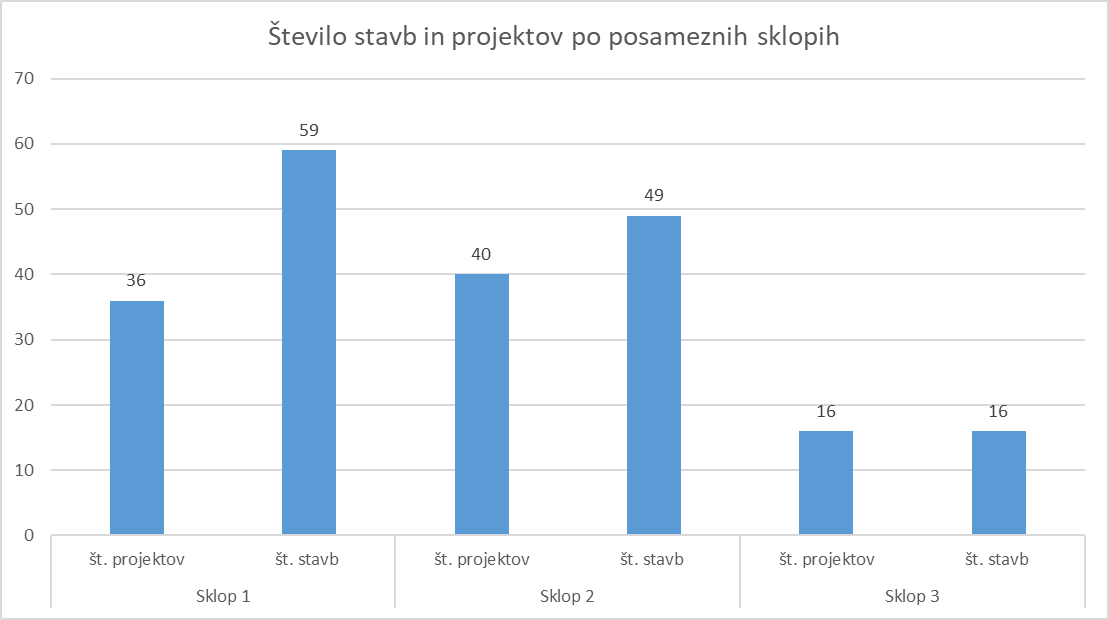 Število stavb in projektov po posameznih sklopih
70
60
50
40
30
20
10
0
36
59
40
49
16
16
št. projektov
št. stavb
št. projektov
št. stavb
št. projektov
št. stavb
Sklop 1
Sklop 2
Sklop 3